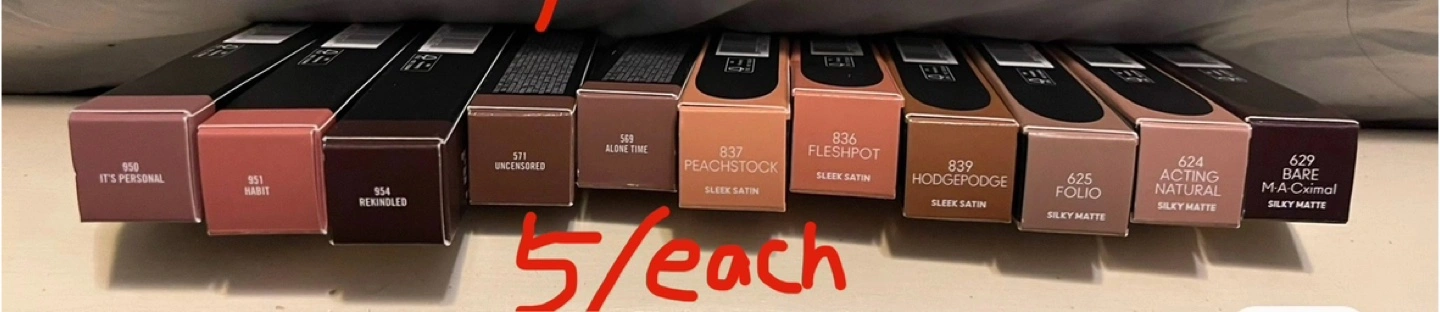 950
IT'S PERSONAL
951
HABIT
954
REKINDLED
571
UNCENSORED
569
ALONE TIME
837
PEACHSTOCK
SLEEK SATIN
836
FLESHPOT
SLEEK SATIN
839
HODGEPODGE
SLEEK SATIN
625
FOLIO
SILKY MATTE
624
ACTING
NATURAL
SILKY MATTE
629
BARE
M·A·Cximal
SILKY MATTE
5/each